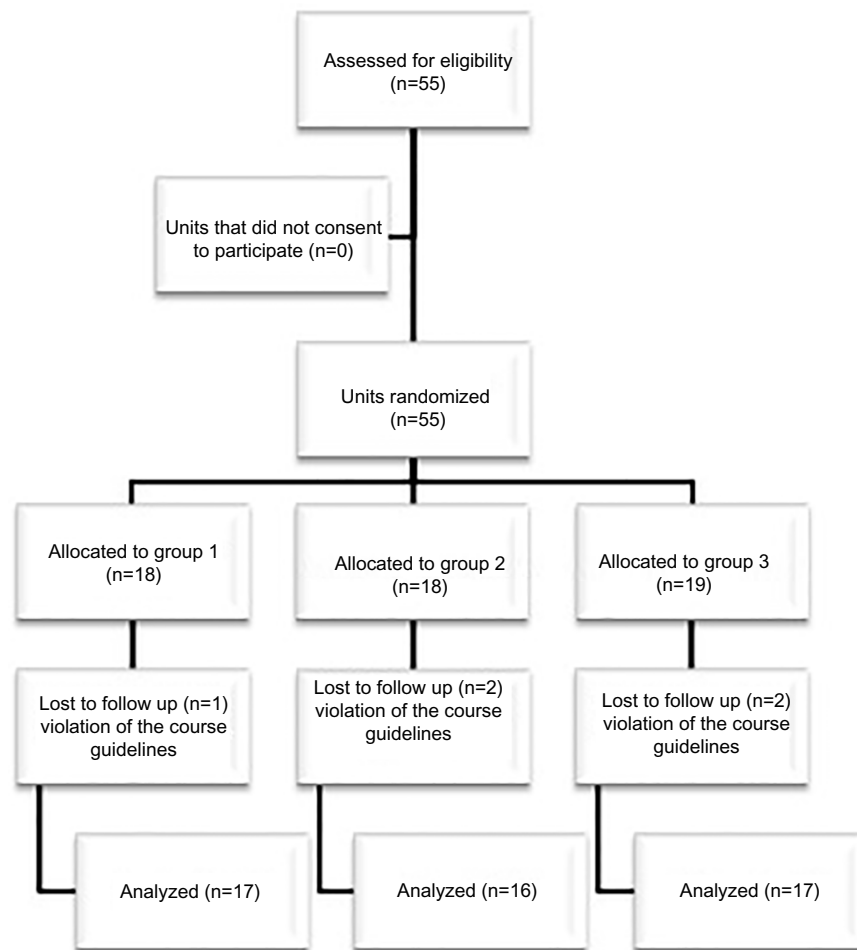 Assessed for eligibility
(n=55)
Units that did not consent
to participate (n=0)
Units randomized
(n=55)
Allocated to group 1
(n=18)
Allocated to group 2
(n=18)
Allocated to group 3
(n=19)
Lost to follow up (n=1)
violation of the course
guidelines
Lost to follow up (n=2)
violation of the course
guidelines
Lost to follow up (n=2)
violation of the course
guidelines
Analyzed (n=17)
Analyzed (n=16)
Analyzed (n=17)